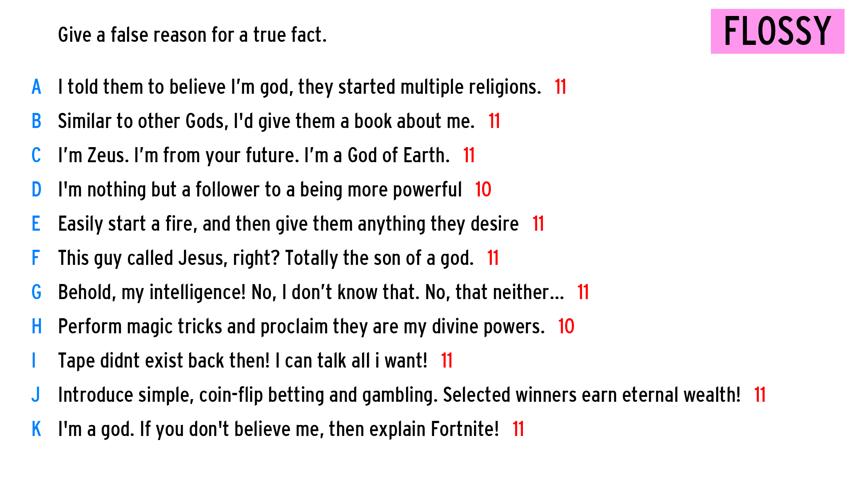 Give a false reason for a true fact.
FLOSSY
A I told them to believe I’m god, they started multiple religions. 11
B Similar to other Gods, I'd give them a book about me. 11
C I’m Zeus. I’m from your future. I’m a God of Earth. 11
D I'm nothing but a follower to a being more powerful 10
E Easily start a fire, and then give them anything they desire 11
F This guy called Jesus, right? Totally the son of a god. 11
G Behold, my intelligence! No, I don’t know that. No, that neither... 11
H Perform magic tricks and proclaim they are my divine powers. 10
I Tape didnt exist back then! I can talk all i want! 11
J Introduce simple, coin-flip betting and gambling. Selected winners earn eternal wealth! 11
K I'm a god. If you don't believe me, then explain Fortnite! 11